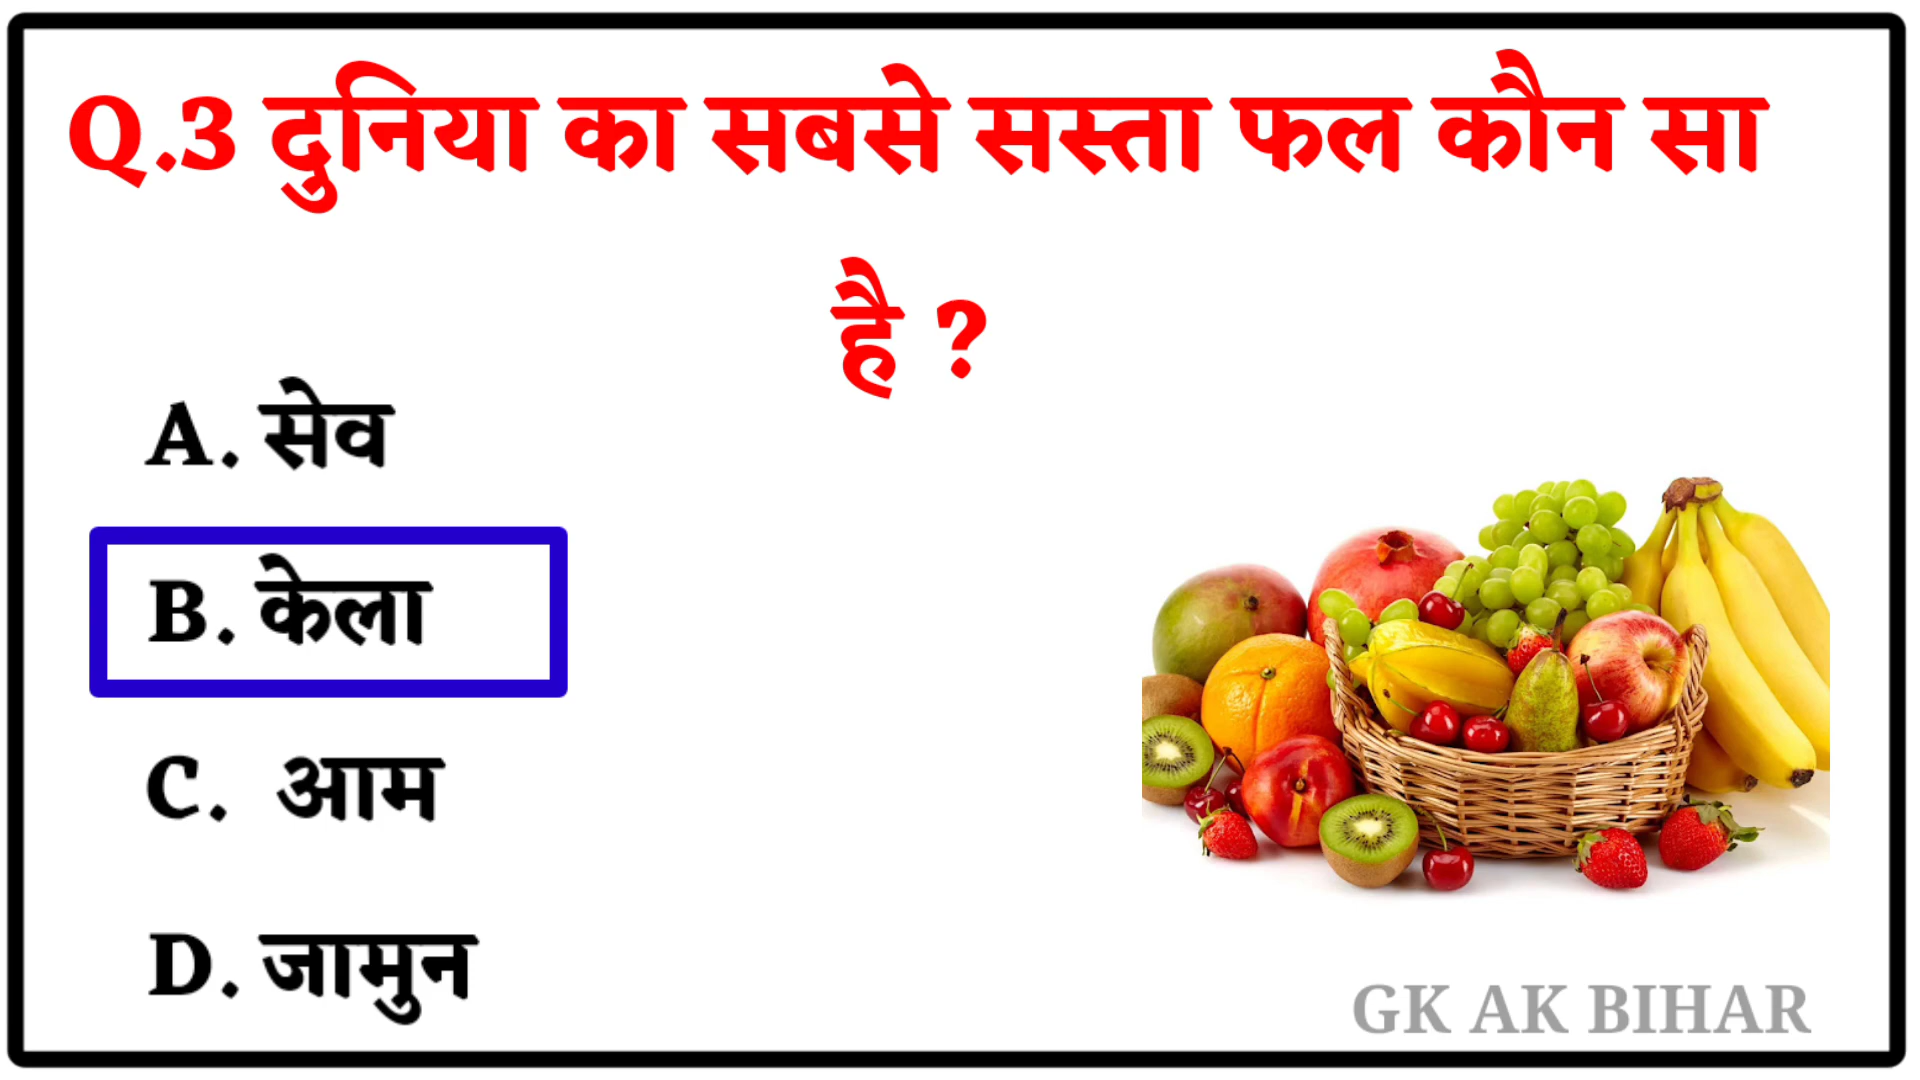 Q.3 दुनिया का सबसे सस्ता फल कौन सा
है ?
A. सेव
B. केला
C. आम
D. जामुन
GK AK BIHAR